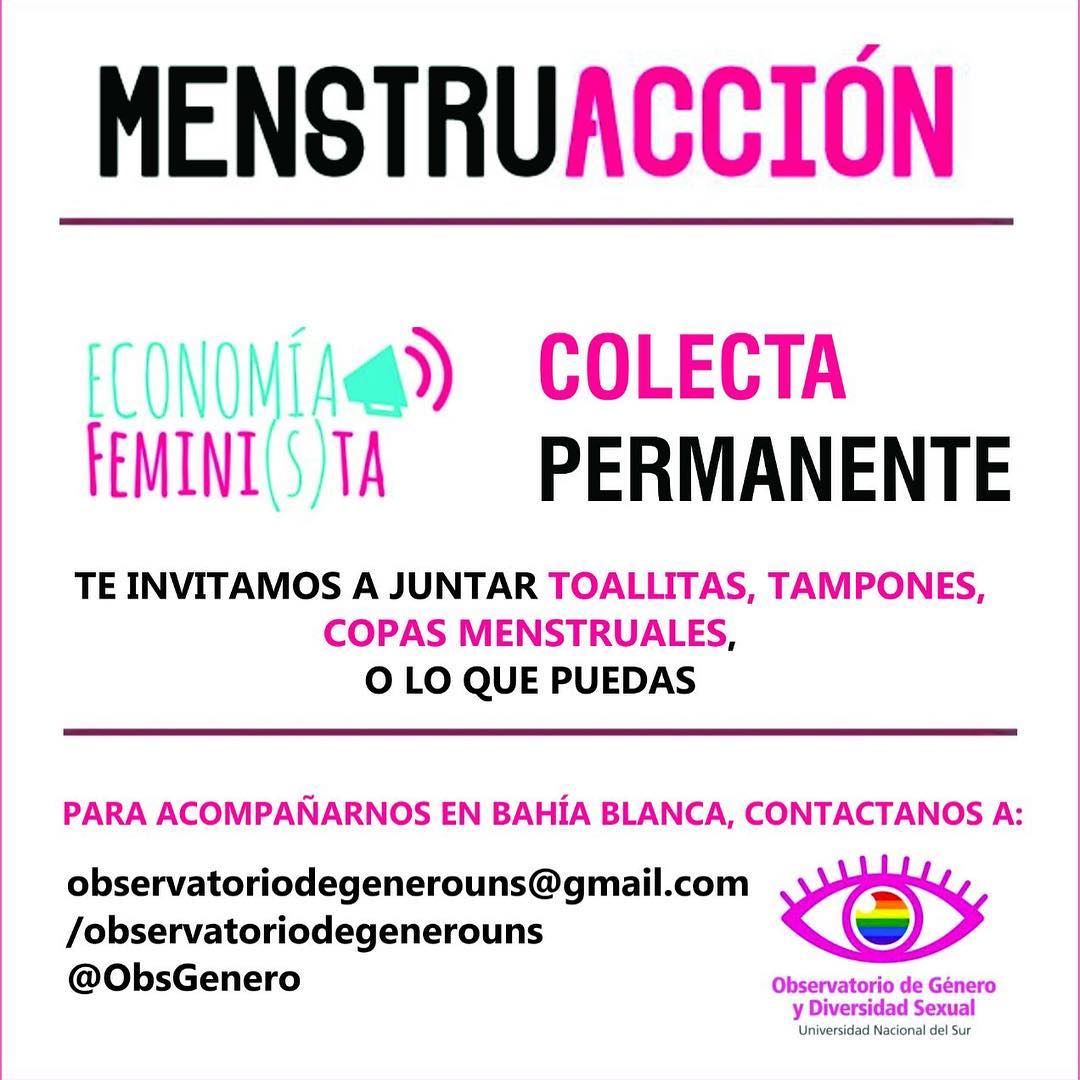 MENSTRUACCIÓN
ECONOMÍA
FEMINI(S)TA
COLECTA
PERMANENTE
TE INVITAMOS A JUNTAR TOALLITAS, TAMPONES,
COPAS MENSTRUALES,
O LO QUE PUEDAS
PARA ACOMPAÑARNOS EN BAHÍA BLANCA, CONTACTANOS A:
observatoriodegenerouns@gmail.com
/observatoriodegenerouns
@ObsGenero
Observatorio de Género
y Diversidad Sexual
Universidad Nacional del Sur